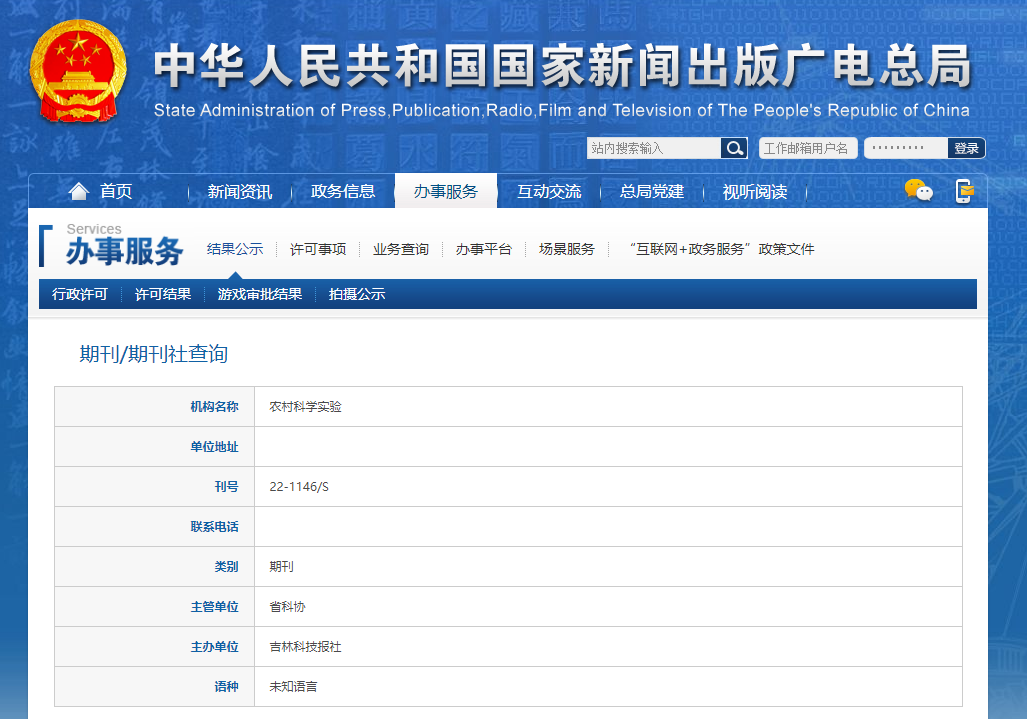 中华人民共和国国家新闻出版广电总局
State Administration of Press,Publication,Radio,Film and Television of The People's Republic of China
站内搜索输入 工作邮箱用户名 ········· 登录
首页 新闻资讯 政务信息 办事服务 互动交流 总局党建 视听阅读
Services
办事服务 结果公示 许可事项 业务查询 办事平台 场景服务 “互联网+政务服务”政策文件
行政许可 许可结果 游戏审批结果 拍摄公示
期刊/期刊社查询
机构名称 农村科学实验
单位地址
刊号 22-1146/S
联系电话
类别 期刊
主管单位 省科协
主办单位 吉林科技报社
语种 未知语言